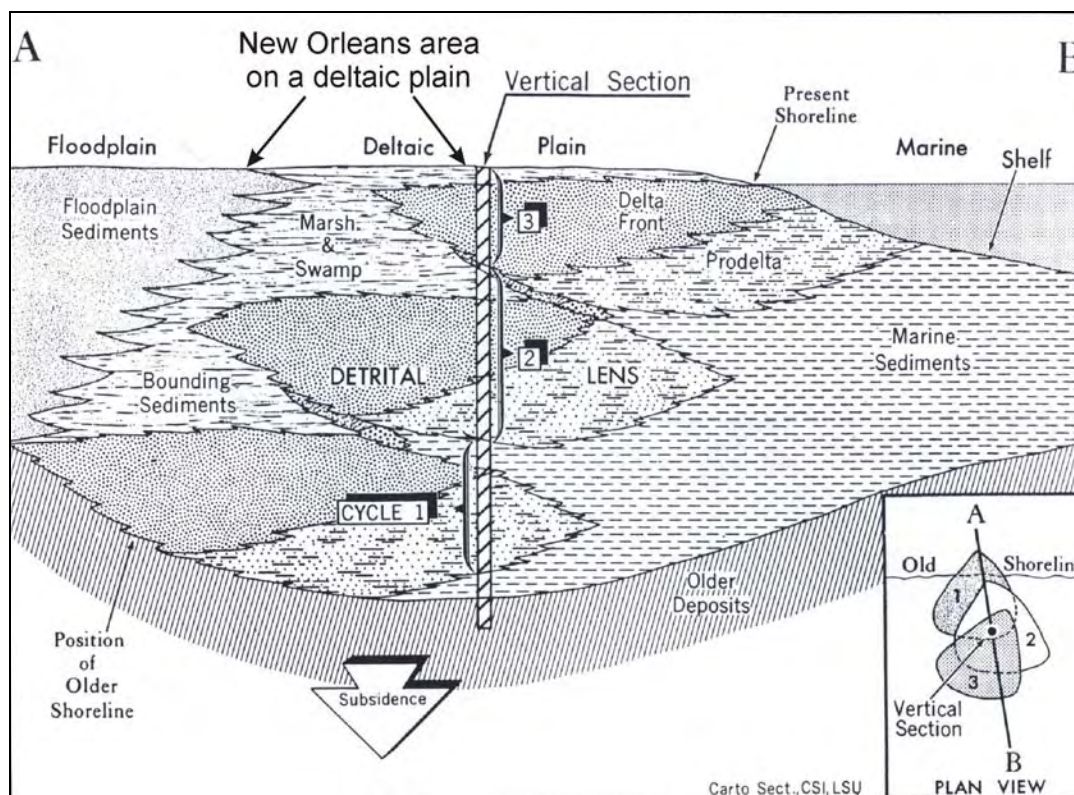 A
New Orleans area
on a deltaic plain
Vertical Section
B
Present
Shoreline
Floodplain
Deltaic
Plain
Marine
Shelf
Floodplain
Sediments
Marsh
&
Swamp
3
Delta
Front
Prodelta
Marine
Sediments
2
DETRITAL
LENS
Bounding
Sediments
CYCLE 1
Older
Deposits
Position
of
Older
Shoreline
Subsidence
A
Old
Shorelin
1
2
3
Vertical
Section
B
PLAN VIEW
Carto Sect., CSI, LSU